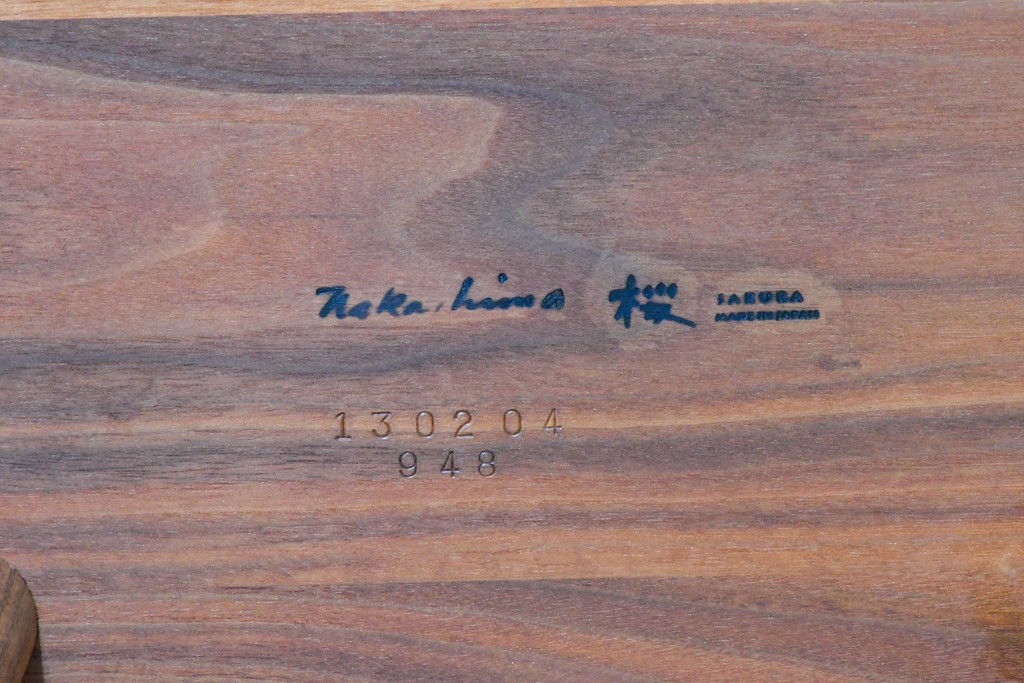 Nakashima 桜 SAKURA
MADE IN JAPAN
130204
948